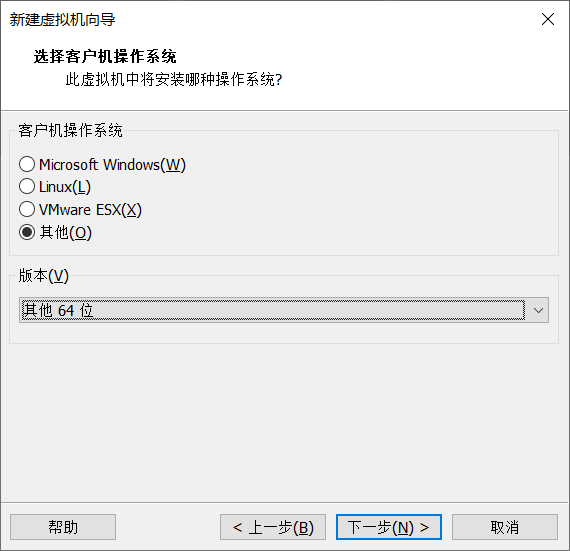 新建虚拟机向导
选择客户机操作系统
此虚拟机中将安装哪种操作系统?
客户机操作系统
Microsoft Windows(W)
Linux(L)
VMware ESX(X)
其他(O)
版本(V)
其他 64 位
帮助
< 上一步(B)
下一步(N) >
取消